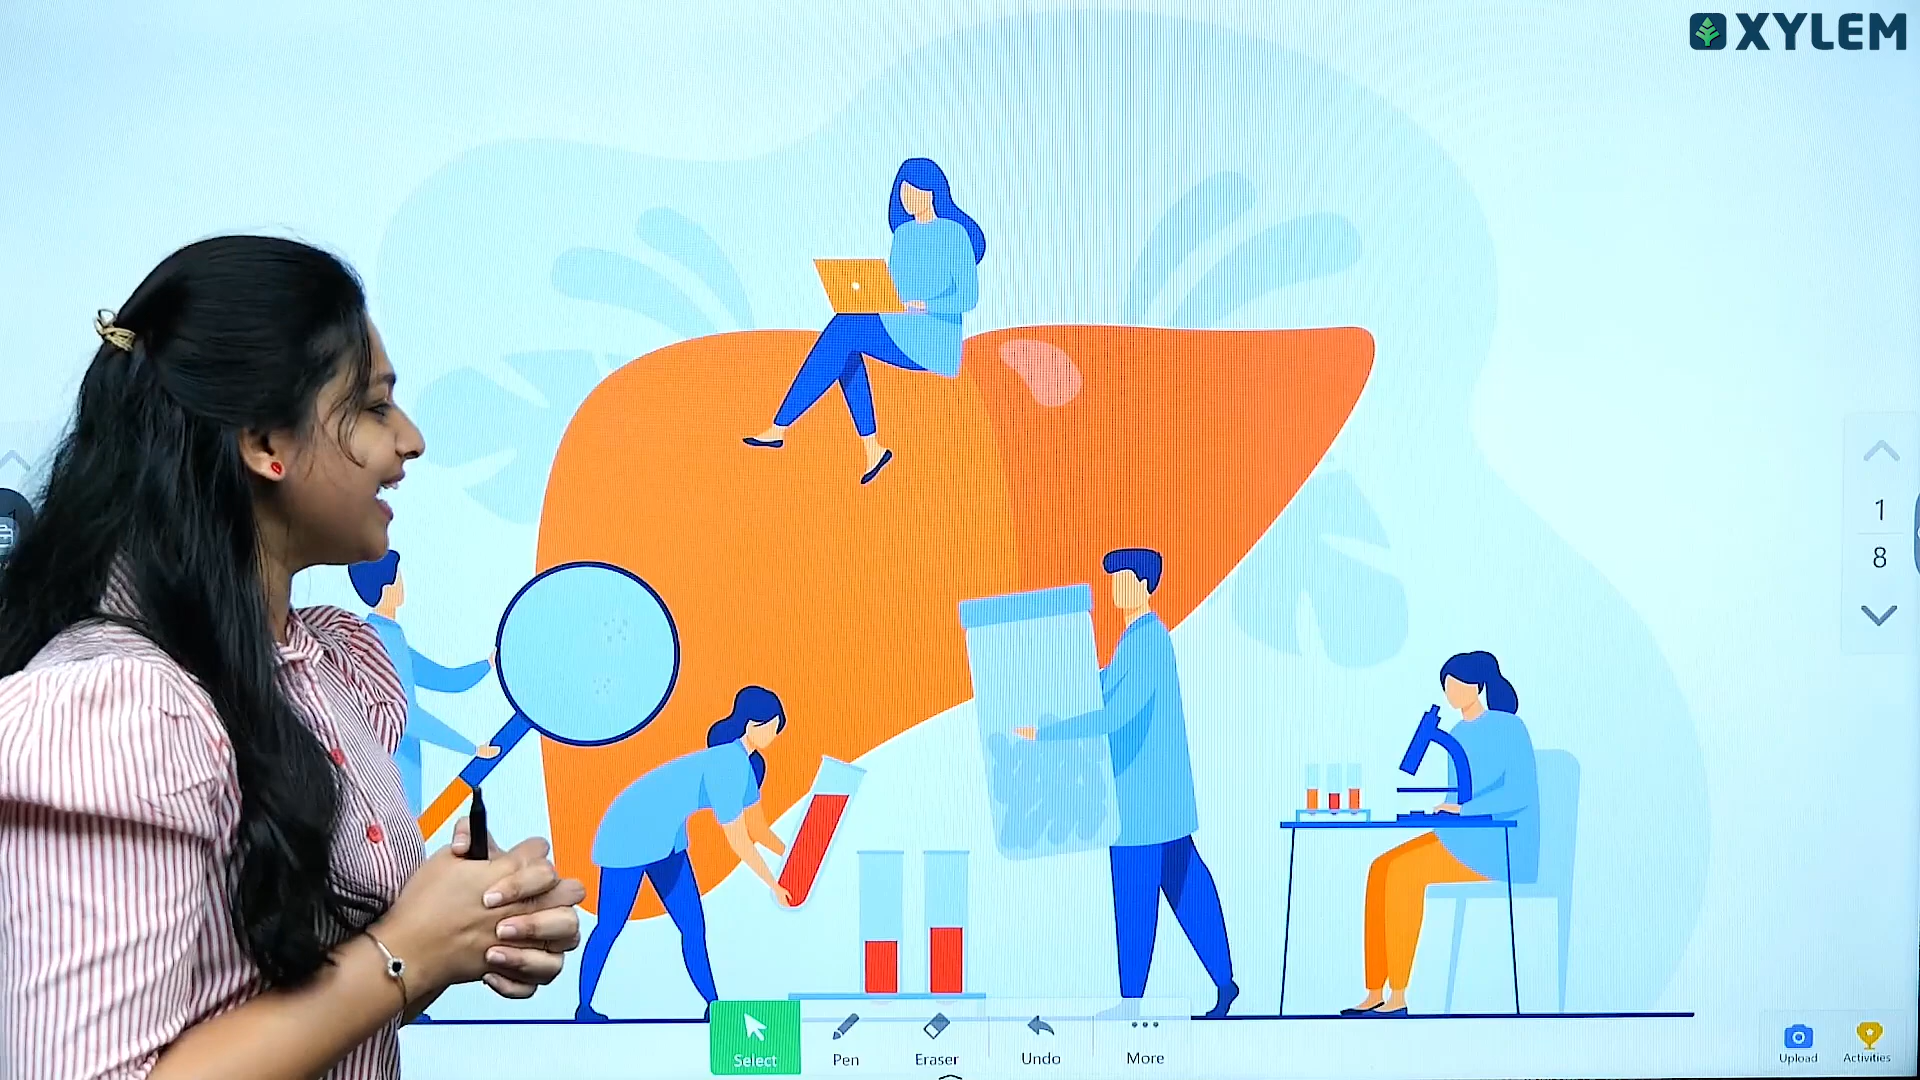 XYLEM
1
8
Select
Pen
Eraser
Undo
More
Upload
Activities